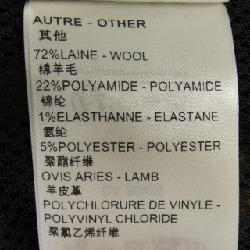 AUTRE - OTHER
其他
72%LAINE - WOOL
绵羊毛
22%POLYAMIDE - POLYAMIDE
锦纶
1%ELASTHANNE - ELASTANE
氨纶
5%POLYESTER - POLYESTER
聚酯纤维
OVIS ARIES - LAMB
羊皮革
POLYCHLORURE DE VINYLE -
POLYVINYL CHLORIDE
聚氯乙烯纤维